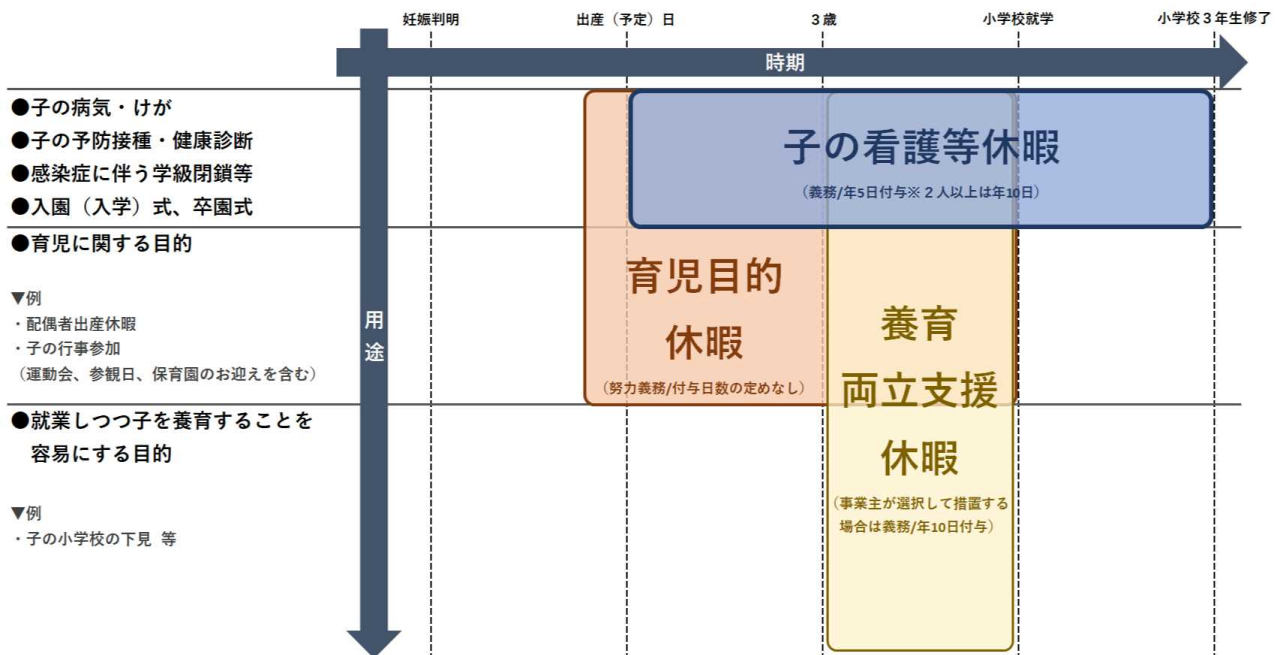 妊娠判明
出産（予定）日
３歳
小学校就学
小学校３年生修了
時期
用途
●子の病気・けが
●子の予防接種・健康診断
●感染症に伴う学級閉鎖等
●入園（入学）式、卒園式
子の看護等休暇
（義務/年5日付与※２人以上は年10日）
●育児に関する目的
▼例
・配偶者出産休暇
・子の行事参加
（運動会、参観日、保育園のお迎えを含む）
育児目的
休暇
（努力義務/付与日数の定めなし）
養育
両立支援
休暇
（事業主が選択して措置する
場合は義務/年10日付与）
●就業しつつ子を養育することを
容易にする目的
▼例
・子の小学校の下見 等